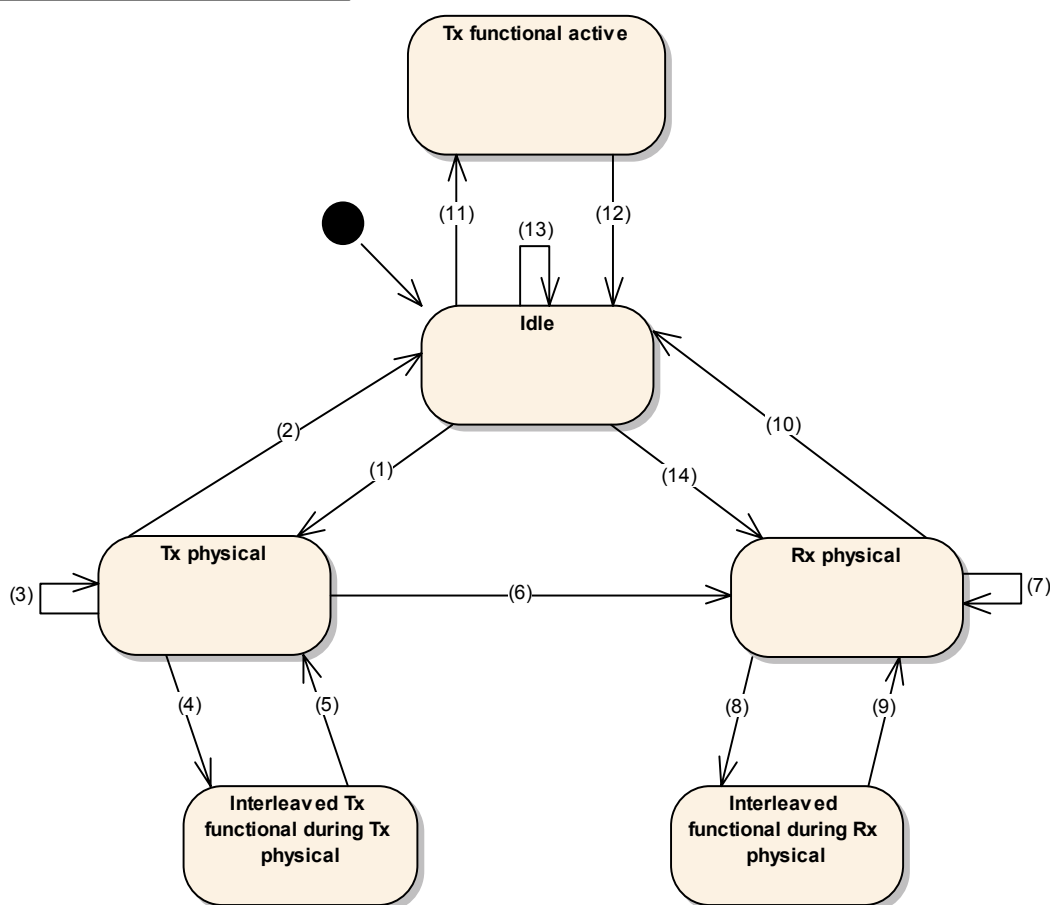 Tx functional active
(11)
(12)
(13)
Idle
(2)
(10)
(1)
(14)
Tx physical
Rx physical
(3)
(6)
(7)
(4)
(5)
(8)
(9)
Interleaved Tx
functional during Tx
physical
Interleaved
functional during Rx
physical